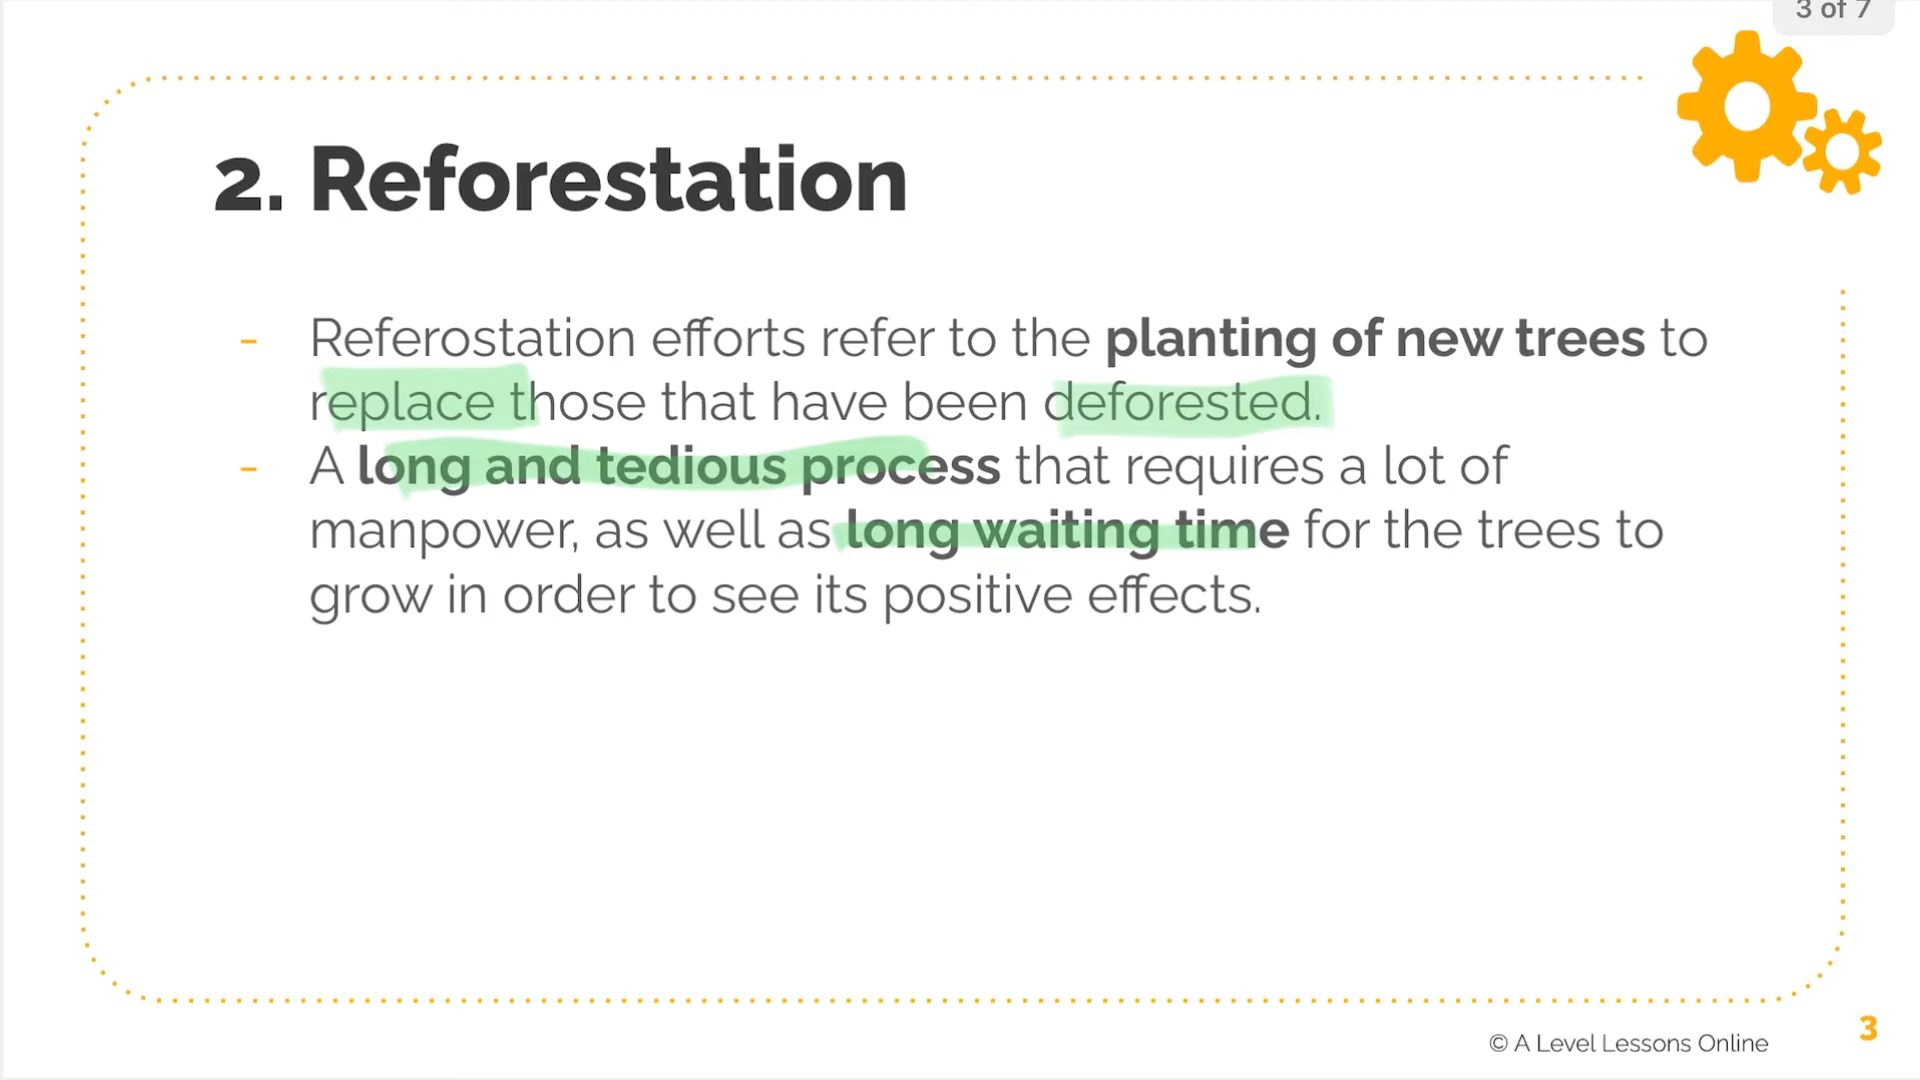 3 of 7
2. Reforestation
- Referostation efforts refer to the planting of new trees to
replace those that have been deforested.
- A long and tedious process that requires a lot of
manpower, as well as long waiting time for the trees to
grow in order to see its positive effects.
© A Level Lessons Online
3